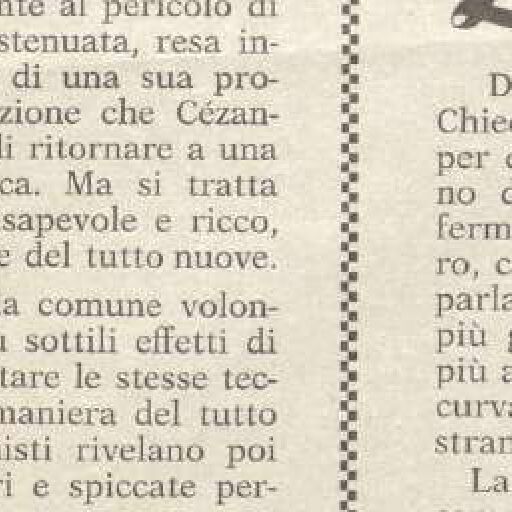 nte al pericolo di
stenuata, resa in-
di una sua pro-
zione che Cézan-
li ritornare a una
ca. Ma si tratta
sapevole e ricco,
e del tutto nuove.
a comune volon-
sottili effetti di
tare le stesse tec-
maniera del tutto
isti rivelano poi
ri e spiccate per-
D
Chied
per
no
ferm
ro, c
parla
più g
più a
curva
stran
La